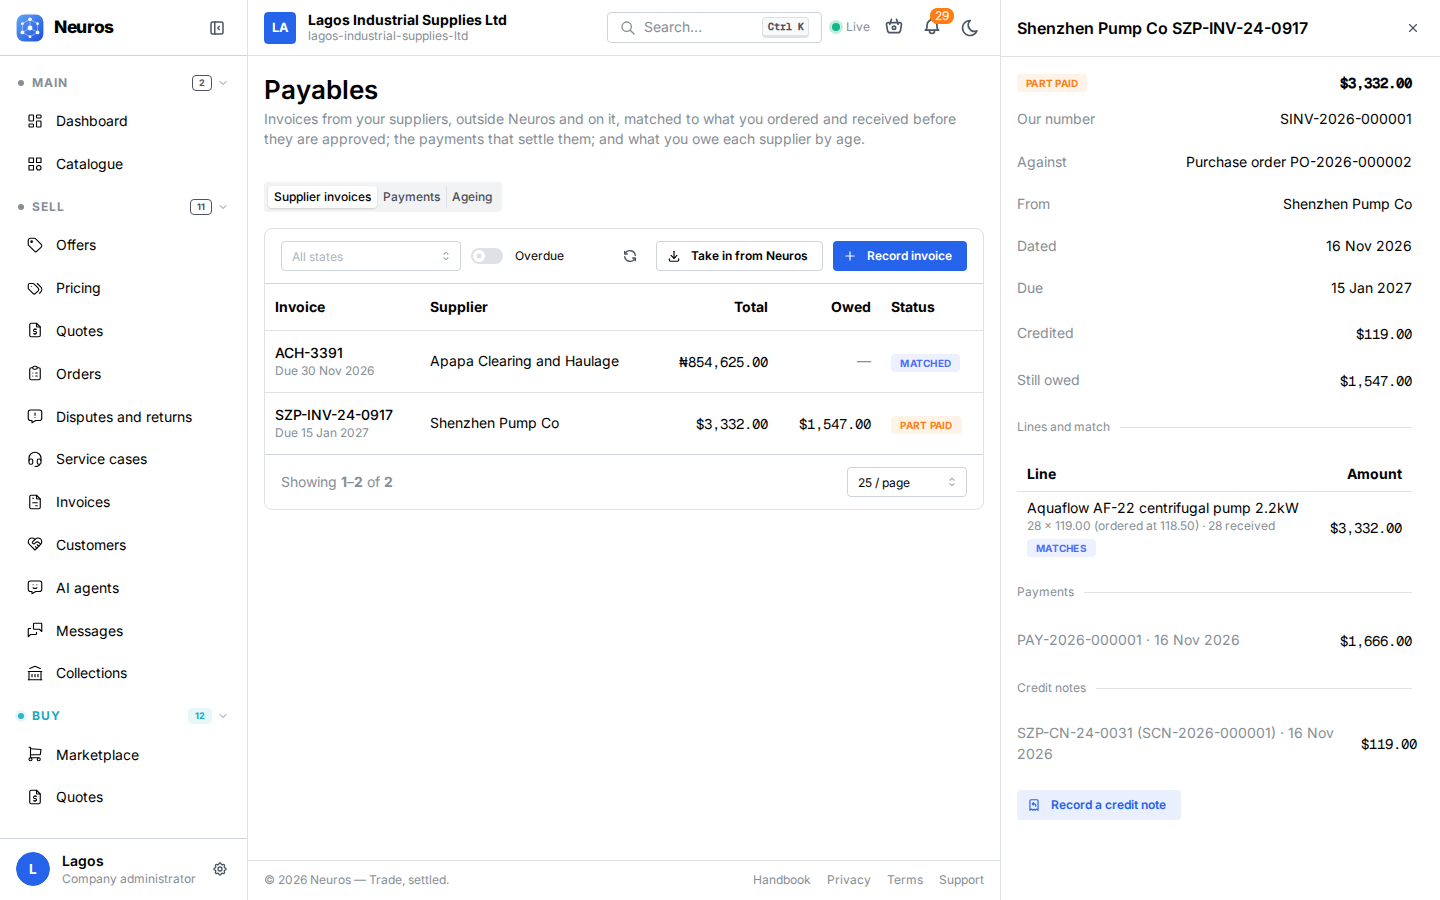 Neuros
MAIN
2
Dashboard
Catalogue
SELL
11
Offers
Pricing
Quotes
Orders
Disputes and returns
Service cases
Invoices
Customers
AI agents
Messages
Collections
BUY
12
Marketplace
Quotes
L
Lagos
Company administrator
LA
Lagos Industrial Supplies Ltd
lagos-industrial-supplies-ltd
Search...
Ctrl K
Live
29
Payables
Invoices from your suppliers, outside Neuros and on it, matched to what you ordered and received before
they are approved; the payments that settle them; and what you owe each supplier by age.
Supplier invoices
Payments
Ageing
All states
Overdue
Take in from Neuros
Record invoice
Invoice Supplier Total Owed Status
ACH-3391
Due 30 Nov 2026
Apapa Clearing and Haulage ₦854,625.00 — MATCHED
SZP-INV-24-0917
Due 15 Jan 2027
Shenzhen Pump Co $3,332.00 $1,547.00 PART PAID
Showing 1–2 of 2
25 / page
© 2026 Neuros — Trade, settled.
Handbook Privacy Terms Support
Shenzhen Pump Co SZP-INV-24-0917
PART PAID $3,332.00
Our number SINV-2026-000001
Against Purchase order PO-2026-000002
From Shenzhen Pump Co
Dated 16 Nov 2026
Due 15 Jan 2027
Credited $119.00
Still owed $1,547.00
Lines and match
Line Amount
Aquaflow AF-22 centrifugal pump 2.2kW
28 × 119.00 (ordered at 118.50) · 28 received
$3,332.00
MATCHES
Payments
PAY-2026-000001 · 16 Nov 2026 $1,666.00
Credit notes
SZP-CN-24-0031 (SCN-2026-000001) · 16 Nov
2026
$119.00
Record a credit note